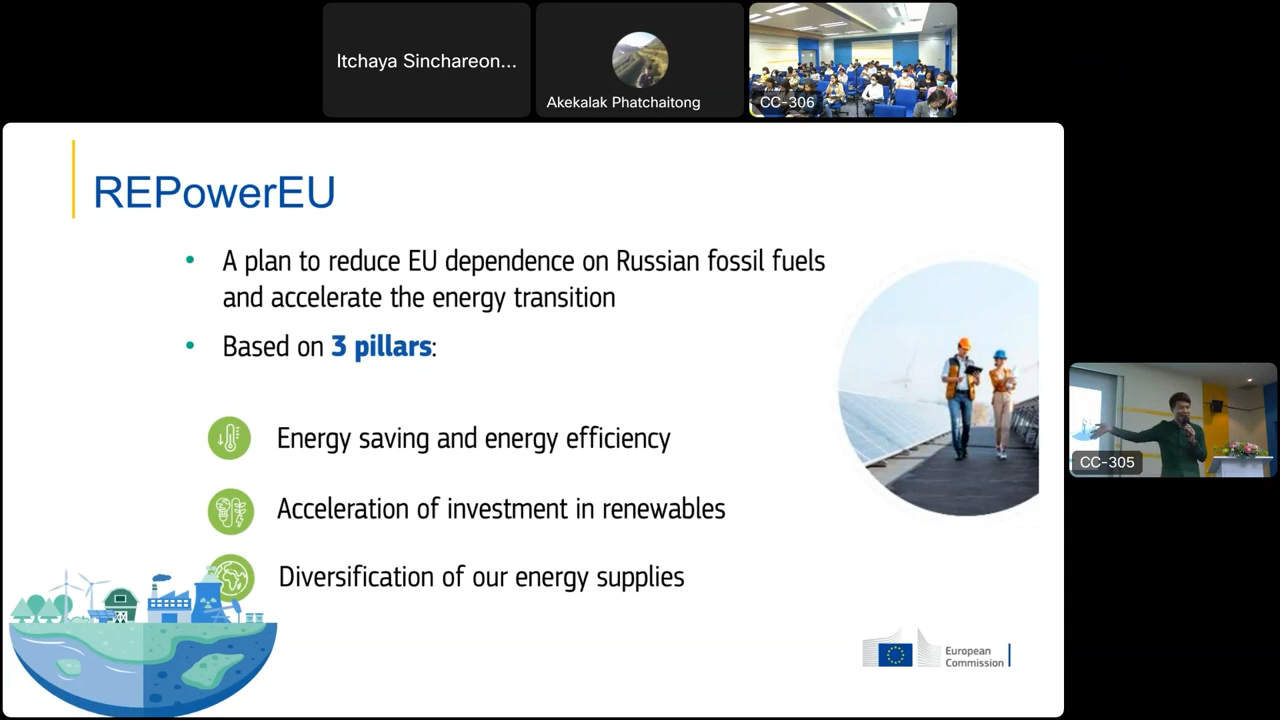 Itchaya Sinchareon...
Akekalak Phatchaitong
CC-306
REPowerEU
• A plan to reduce EU dependence on Russian fossil fuels
and accelerate the energy transition
• Based on 3 pillars:
Energy saving and energy efficiency
Acceleration of investment in renewables
Diversification of our energy supplies
European
Commission
CC-305